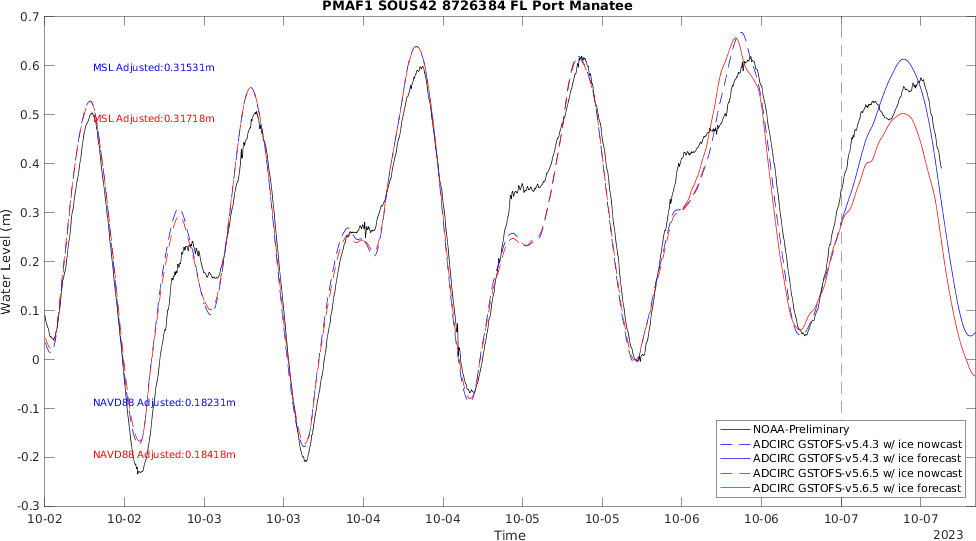 PMAF1 SOUS42 8726384 FL Port Manatee
0.7
0.6
0.5
0.4
0.3
0.2
0.1
0
-0.1
-0.2
-0.3
Water Level (m)
MSL Adjusted:0.31531m
MSL Adjusted:0.31718m
NAVD88 Adjusted:0.18231m
NAVD88 Adjusted:0.18418m
NOAA-Preliminary
ADCIRC GSTOFS-v5.4.3 w/ ice nowcast
ADCIRC GSTOFS-v5.4.3 w/ ice forecast
ADCIRC GSTOFS-v5.6.5 w/ ice nowcast
ADCIRC GSTOFS-v5.6.5 w/ ice forecast
10-02 10-02 10-03 10-03 10-04 10-04 10-05 10-05 10-06 10-06 10-07 10-07
Time
2023